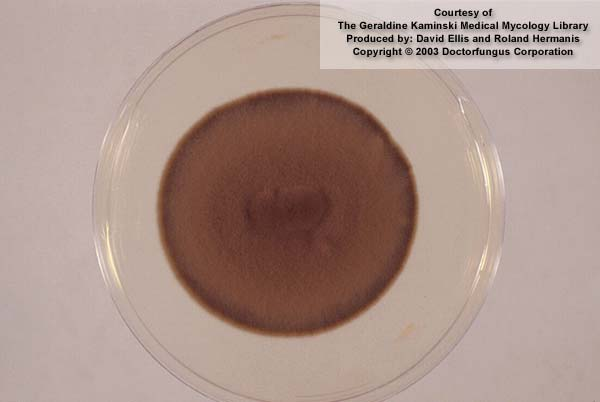 Courtesy of
The Geraldine Kaminski Medical Mycology Library
Produced by: David Ellis and Roland Hermanis
Copyright © 2003 Doctorfungus Corporation